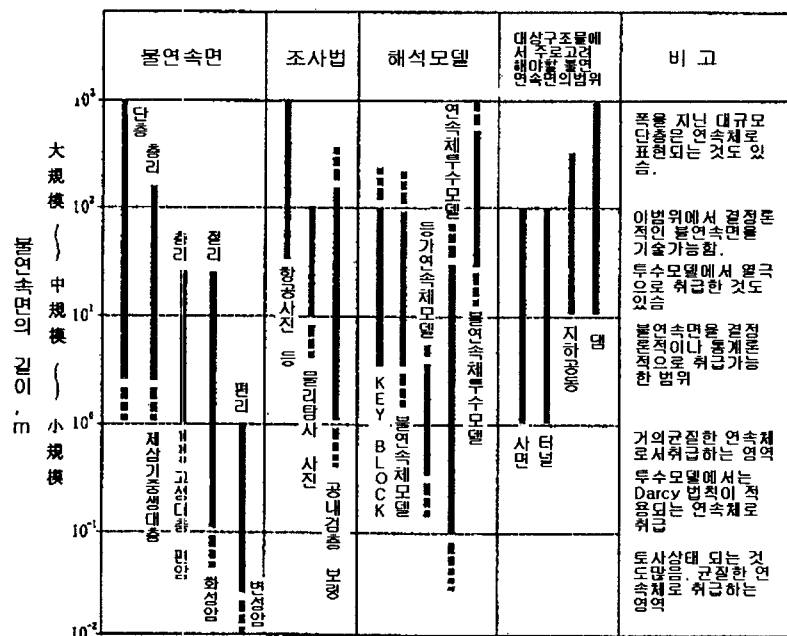 불연속면
조사법
해석모델
대상구조물에
서 주로고려
해야할 불연
연속면의범위
비 고
불연속면의 길이,m
大規模
中規模
小規模
10³
10²
10¹
10⁰
10⁻¹
10⁻²
단층
층리
제삼기중생대층
층리
고성대층 편암
절리
화성암
편리
변성암
항공사진 등
물리탐사 사진
공내검층 보링
KEY BLOCK
불연속체모델
등가연속체모델
연속체투수모델
불연속체투수모델
사면
터널
지하공동
댐
폭을 지닌 대규모
단층은 연속체로
표현되는 것도 있
슴.
이범위에서 결정론
적인 불연속면을
기술가능함.
투수모델에서 열극
으로 취급한 것도
있슴
불연속면을 결정
론적이나 통계론
적으로 취급가능
한 범위
거의균질한 연속체
로서취급하는 영역
투수모델에서는
Darcy 법칙이 적
용되는 연속체로
취급
토사상태 되는 것
도많음. 균질한 연
속체로 취급하는
영역